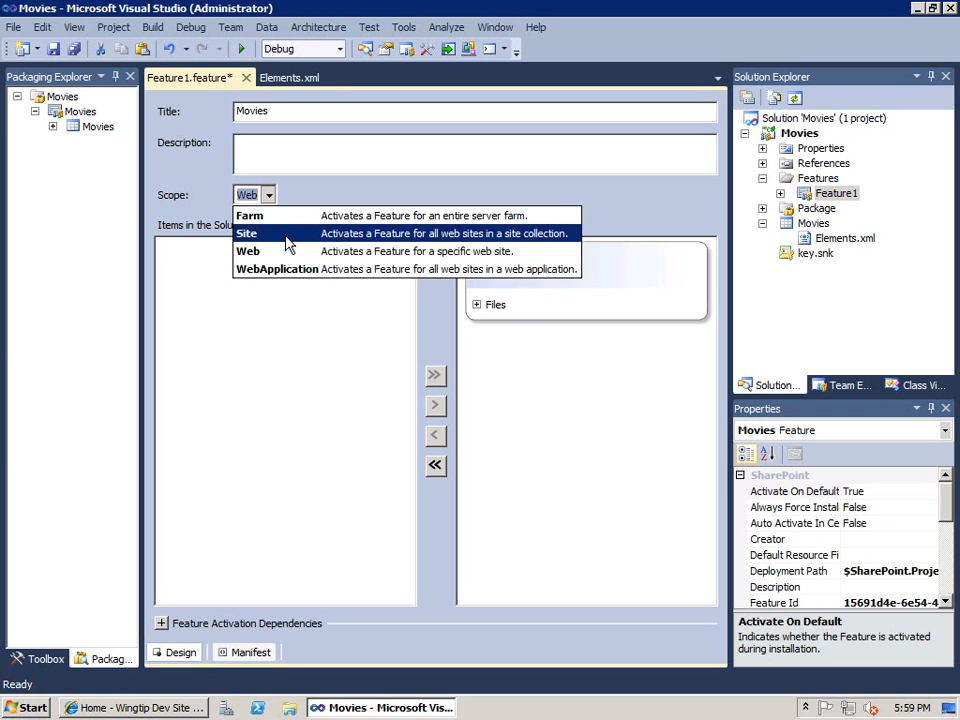 Movies - Microsoft Visual Studio (Administrator)
File Edit View Project Build Debug Team Data Architecture Test Tools Analyze Window Help
Debug
Packaging Explorer
Movies
Movies
Movies
Toolbox Packag...
Feature1.feature* Elements.xml
Title: Movies
Description:
Scope: Web
Farm Activates a Feature for an entire server farm.
Site Activates a Feature for all web sites in a site collection.
Web Activates a Feature for a specific web site.
WebApplication Activates a Feature for all web sites in a web application.
Items in the Solu
Files
Feature Activation Dependencies
Design Manifest
Solution Explorer
Solution 'Movies' (1 project)
Movies
Properties
References
Features
Feature1
Package
Movies
Elements.xml
key.snk
Solution... Team E... Class Vi...
Properties
Movies Feature
SharePoint
Activate On Default True
Always Force Instal False
Auto Activate In Ce False
Creator
Default Resource Fi
Deployment Path $SharePoint.Proje
Description
Feature Id 15691d4e-6e54-4
Activate On Default
Indicates whether the Feature is activated
during installation.
Ready
Start Home - Wingtip Dev Site ... Movies - Microsoft Vis... 5:59 PM